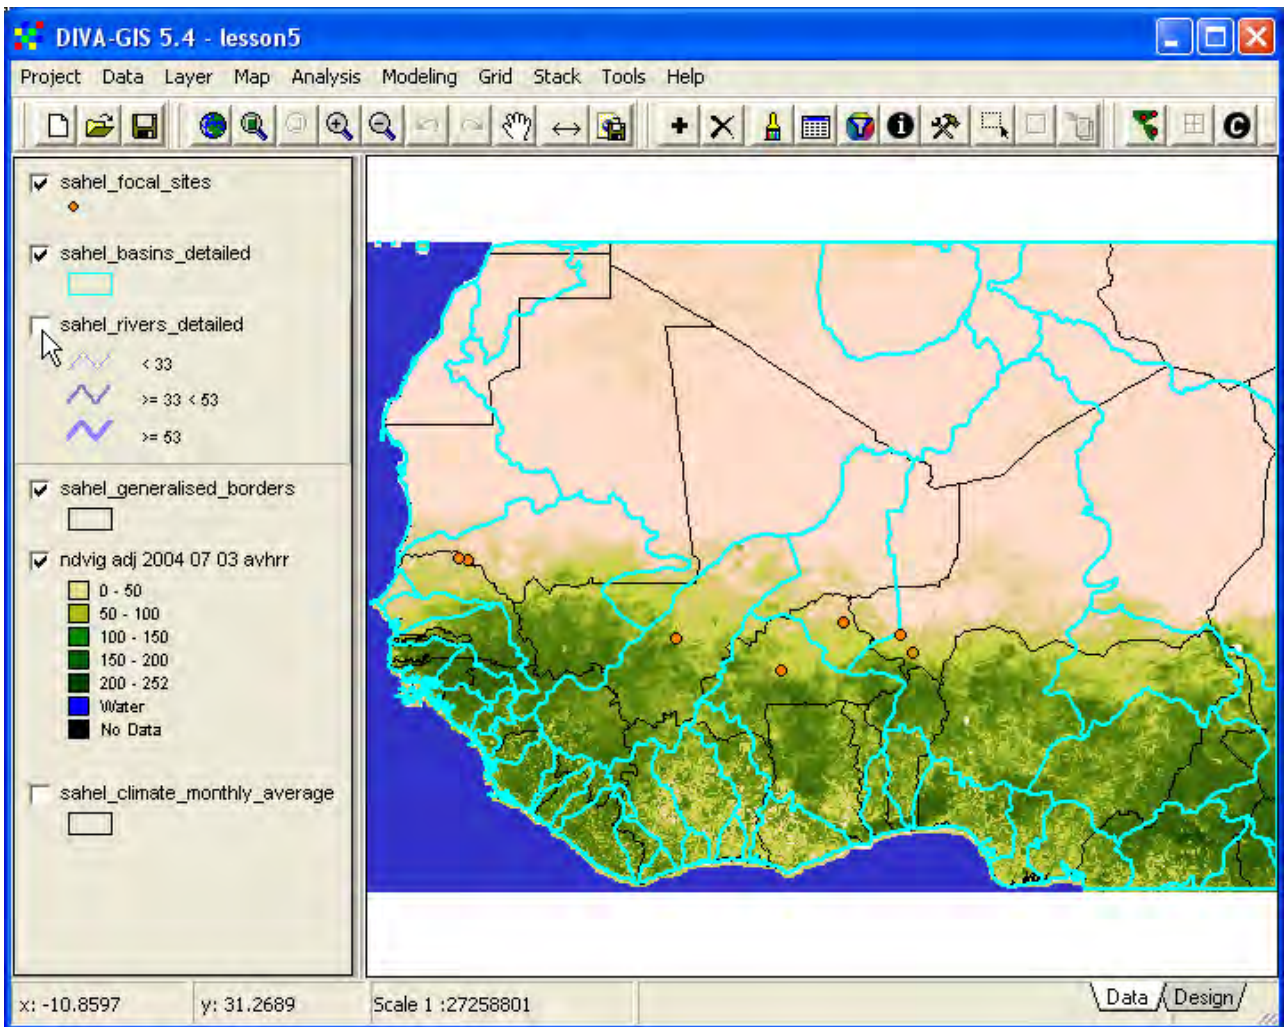 DIVA-GIS 5.4 - lesson5
Project Data Layer Map Analysis Modeling Grid Stack Tools Help
sahel_focal_sites
sahel_basins_detailed
sahel_rivers_detailed
< 33
>= 33 < 53
>= 53
sahel_generalised_borders
ndvig adj 2004 07 03 avhrr
0 - 50
50 - 100
100 - 150
150 - 200
200 - 252
Water
No Data
sahel_climate_monthly_average
x: -10.8597 y: 31.2689 Scale 1 :27258801 Data Design